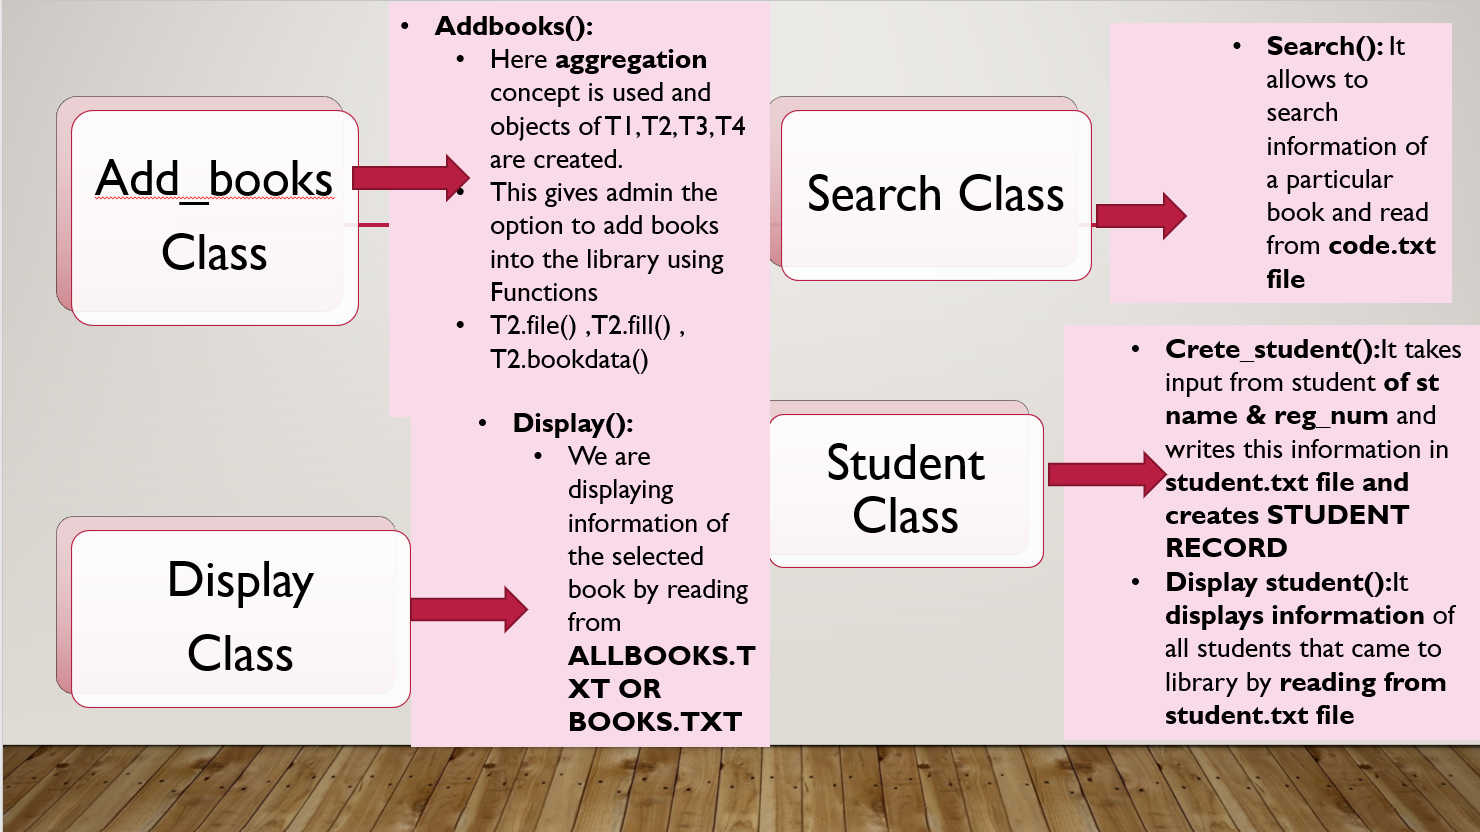 Add_books
Class
• Addbooks():
• Here aggregation
concept is used and
objects of T1,T2,T3,T4
are created.
• This gives admin the
option to add books
into the library using
Functions
• T2.file() ,T2.fill() ,
T2.bookdata()
Display
Class
• Display():
• We are
displaying
information of
the selected
book by reading
from
ALLBOOKS.T
XT OR
BOOKS.TXT
Search Class
• Search(): It
allows to
search
information of
a particular
book and read
from code.txt
file
Student
Class
• Crete_student():It takes
input from student of st
name & reg_num and
writes this information in
student.txt file and
creates STUDENT
RECORD
• Display student():It
displays information of
all students that came to
library by reading from
student.txt file